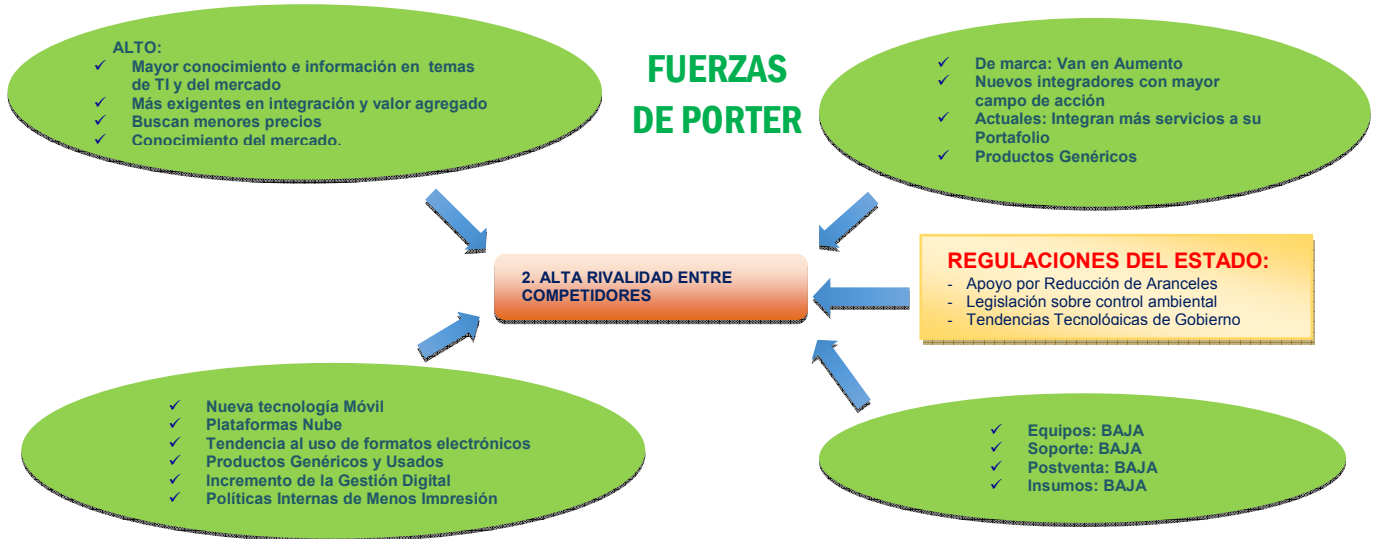 ALTO:
✓ Mayor conocimiento e información en temas
de TI y del mercado
✓ Más exigentes en integración y valor agregado
✓ Buscan menores precios
✓ Conocimiento del mercado.
FUERZAS
DE PORTER
✓ De marca: Van en Aumento
✓ Nuevos integradores con mayor
campo de acción
✓ Actuales: Integran más servicios a su
Portafolio
✓ Productos Genéricos
2. ALTA RIVALIDAD ENTRE
COMPETIDORES
REGULACIONES DEL ESTADO:
- Apoyo por Reducción de Aranceles
- Legislación sobre control ambiental
- Tendencias Tecnológicas de Gobierno
✓ Nueva tecnología Móvil
✓ Plataformas Nube
✓ Tendencia al uso de formatos electrónicos
✓ Productos Genéricos y Usados
✓ Incremento de la Gestión Digital
✓ Políticas Internas de Menos Impresión
✓ Equipos: BAJA
✓ Soporte: BAJA
✓ Postventa: BAJA
✓ Insumos: BAJA